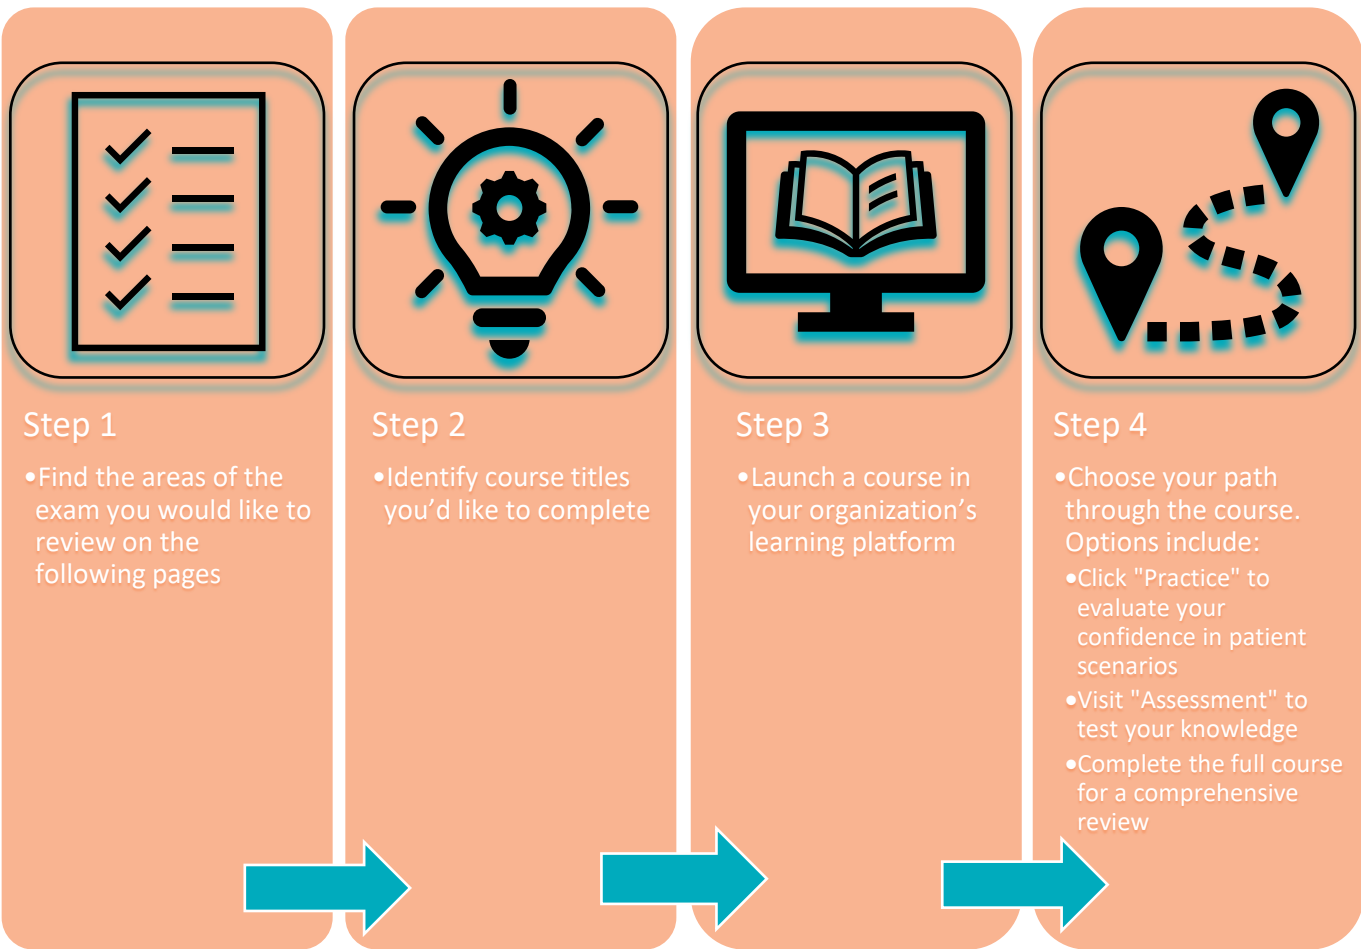 Step 1
•Find the areas of the
exam you would like to
review on the
following pages
Step 2
•Identify course titles
you’d like to complete
Step 3
•Launch a course in
your organization’s
learning platform
Step 4
•Choose your path
through the course.
Options include:
•Click "Practice" to
evaluate your
confidence in patient
scenarios
•Visit "Assessment" to
test your knowledge
•Complete the full course
for a comprehensive
review